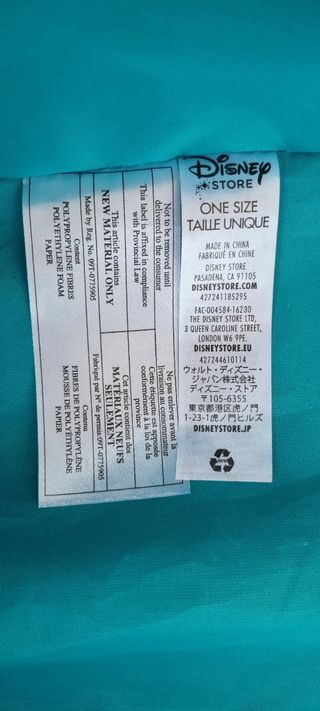 Disney
STORE
ONE SIZE
TAILLE UNIQUE
MADE IN CHINA
FABRIQUÉ EN CHINE
DISNEY STORE
PASADENA, CA 91105
DISNEYSTORE.COM
427241185295
FAC-004584-16230
THE DISNEY STORE LTD,
3 QUEEN CAROLINE STREET,
LONDON W6 9PE.
DISNEYSTORE.EU
427244610114
ウォルト・ディズニー・
ジャパン株式会社
ディズニー・ストア
〒105-6355
東京都港区虎ノ門
1-23-1虎ノ門ヒルズ
DISNEYSTORE.JP
Not to be removed until
delivered to the consumer
This label is affixed in compliance
with Provincial Law
This article contains
NEW MATERIAL ONLY
Made by Reg. No. 09T-0775905
Content
POLYPROPYLENE FIBRES
POLYETHYLENE FOAM
PAPER
Ne pas enlever avant la
livraison au consommateur
Cette étiquette est apposée
conformément à la loi de la
province
Cet article contient des
MATÉRIAUX NEUFS
SEULEMENT
Fabriqué par N° de permis 09T-0775905
Contenu
FIBRES DE POLYPROPYLÈNE
MOUSSE DE POLYÉTHYLÈNE
PAPIER